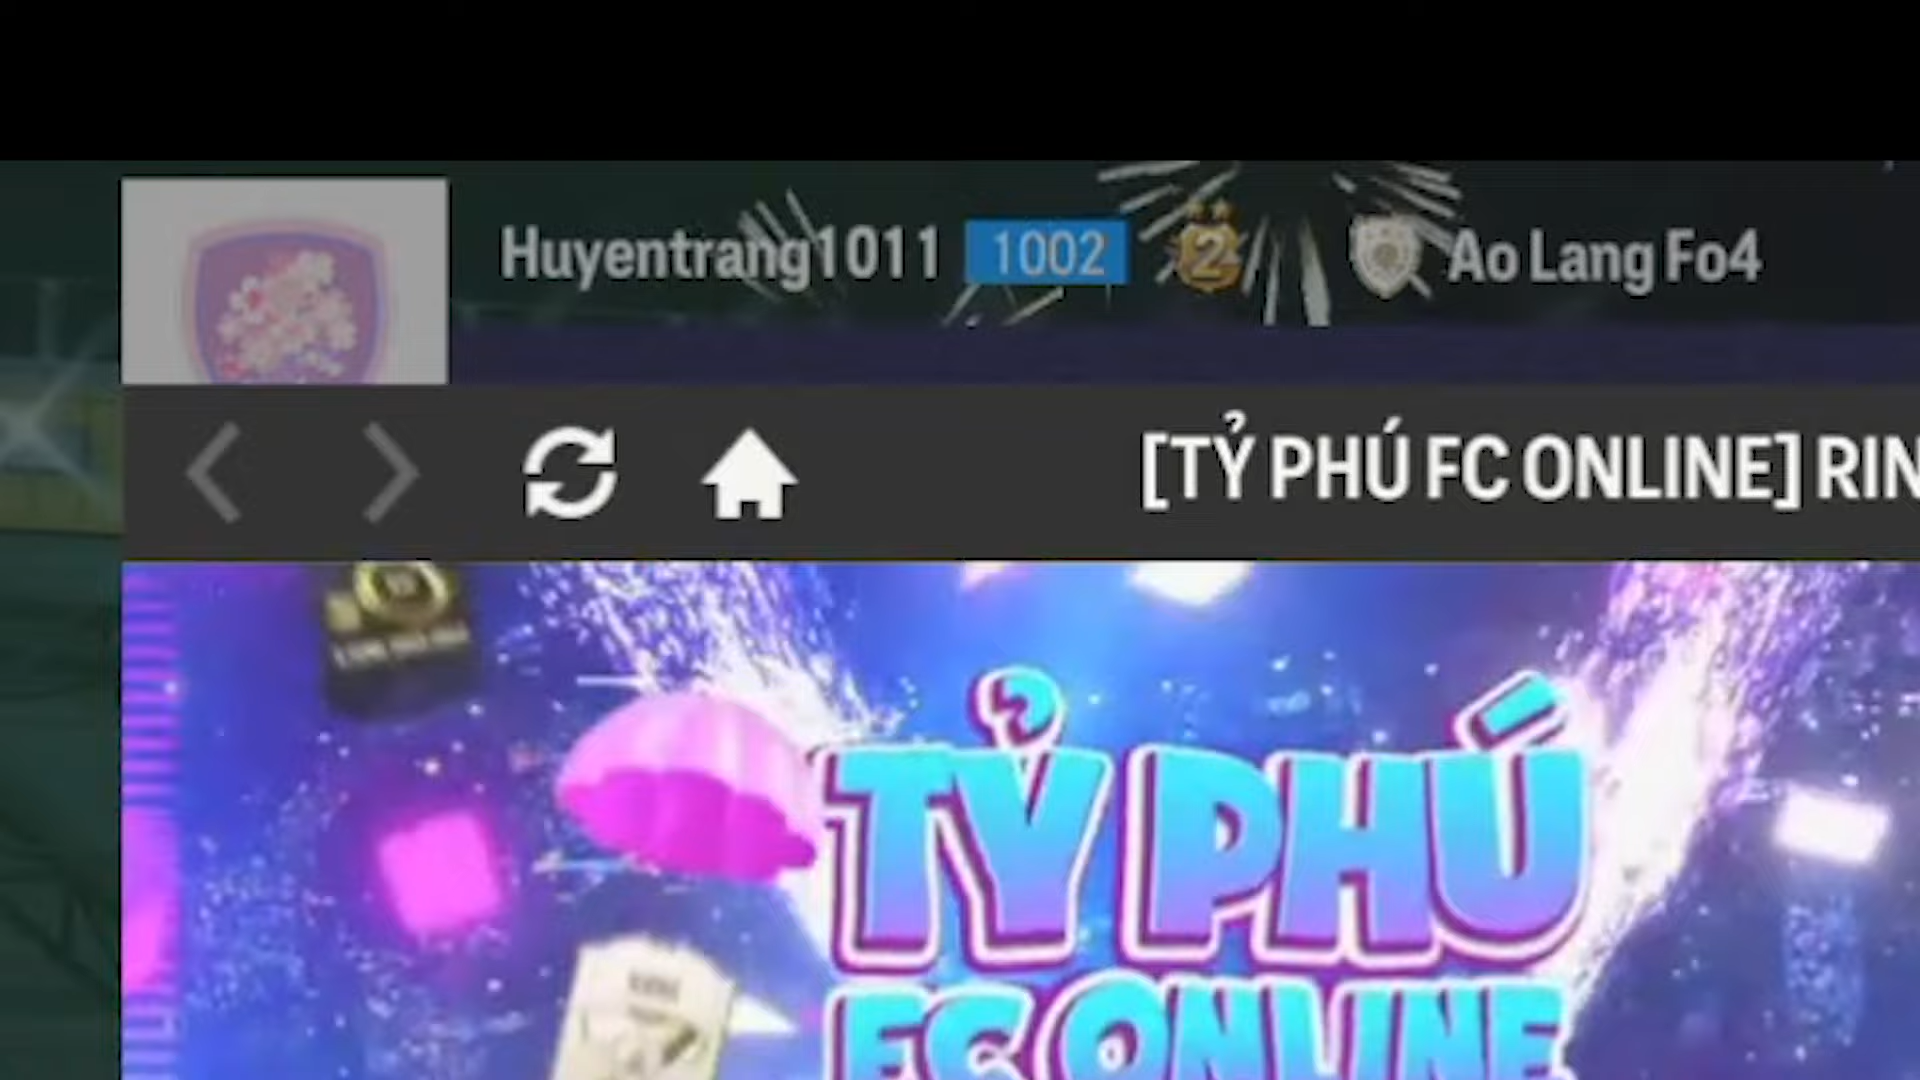 Huyentrang1011 1002 2 Ao Lang Fo4
[TỶ PHÚ FC ONLINE] RIN
TỶ PHÚ
FC ONLINE